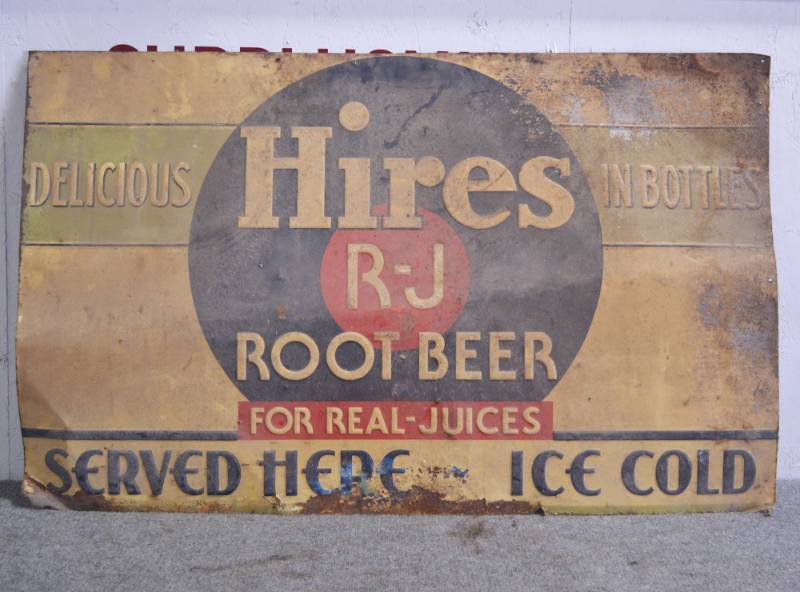 Hires
DELICIOUS
IN BOTTLES
R-J
ROOT BEER
FOR REAL-JUICES
SERVED HERE ~ ICE COLD